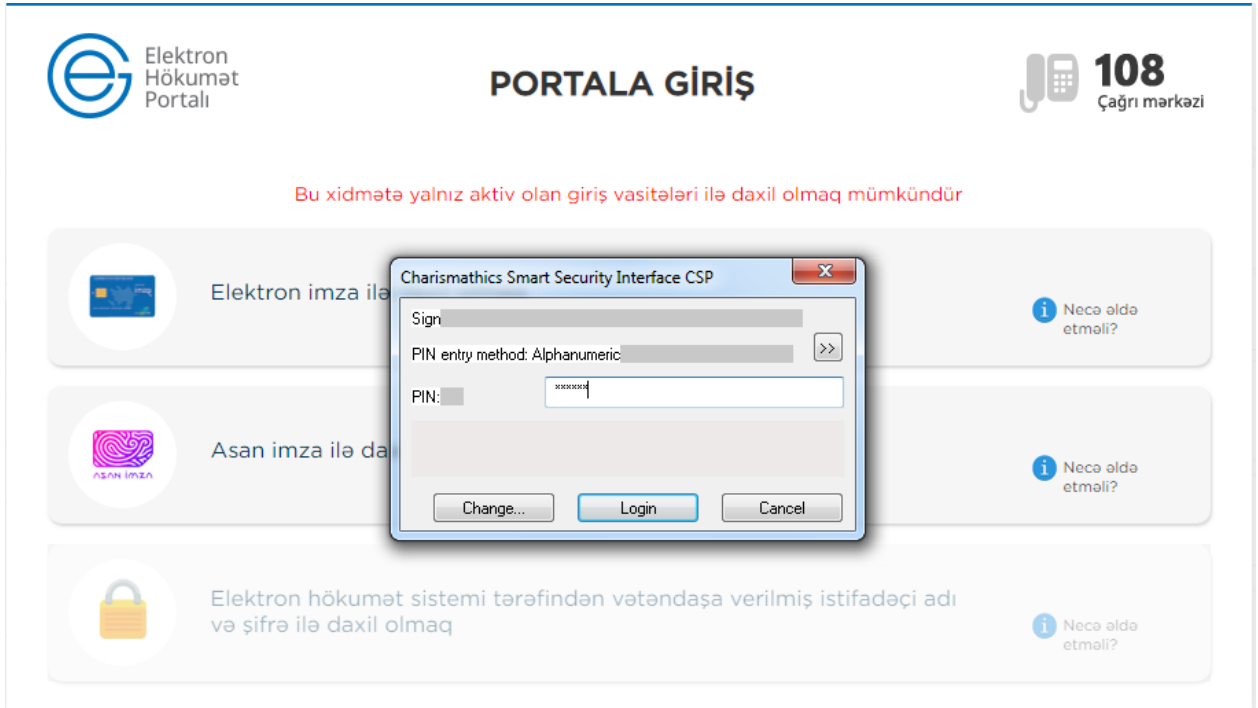 Elektron
Hökumət
Portalı
PORTALA GİRİŞ
108
Çağrı mərkəzi
Bu xidmətə yalnız aktiv olan giriş vasitələri ilə daxil olmaq mümkündür
Elektron imza ilə
Necə əldə
etməli?
Charismathics Smart Security Interface CSP
Sign
PIN entry method: Alphanumeric
>>
PIN:
******
Change...
Login
Cancel
ASAN İMZA
Asan imza ilə da
Necə əldə
etməli?
Elektron hökumət sistemi tərəfindən vətəndaşa verilmiş istifadəçi adı
və şifrə ilə daxil olmaq
Necə əldə
etməli?